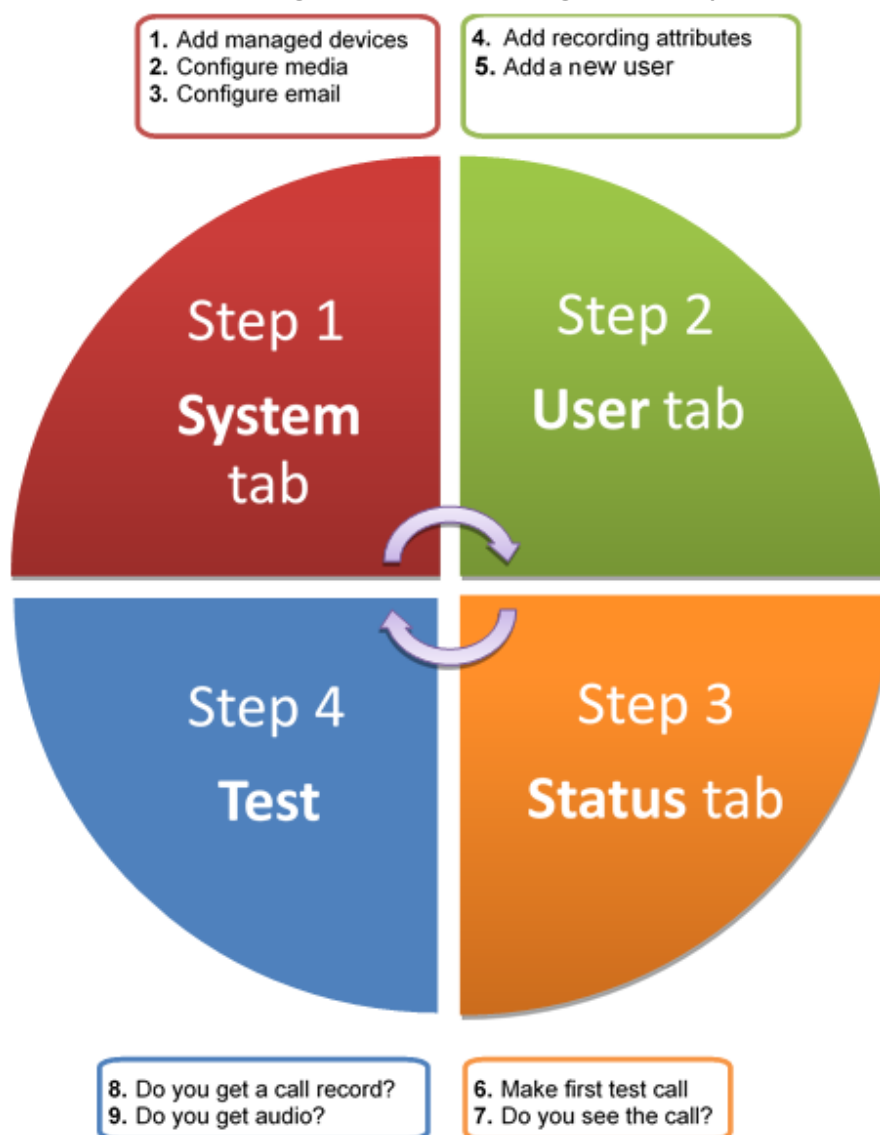 1. Add managed devices
2. Configure media
3. Configure email
4. Add recording attributes
5. Add a new user
Step 1
System
tab
Step 2
User tab
Step 4
Test
Step 3
Status tab
8. Do you get a call record?
9. Do you get audio?
6. Make first test call
7. Do you see the call?